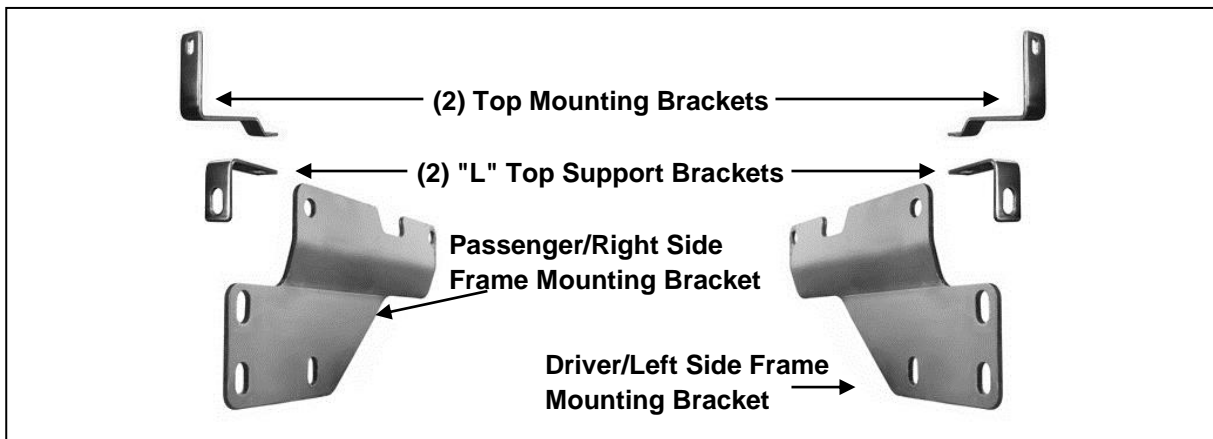 (2) Top Mounting Brackets
(2) "L" Top Support Brackets
Passenger/Right Side
Frame Mounting Bracket
Driver/Left Side Frame
Mounting Bracket